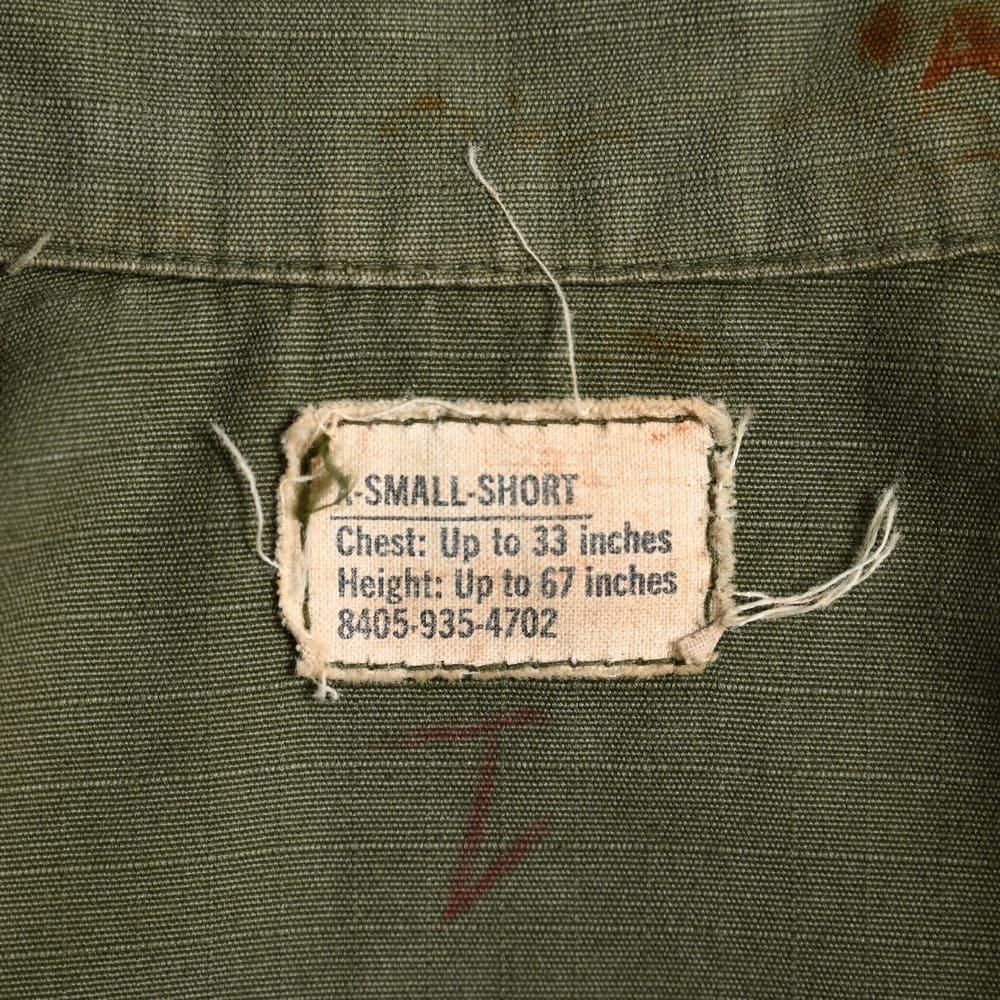 A
X-SMALL-SHORT
Chest: Up to 33 inches
Height: Up to 67 inches
8405-935-4702